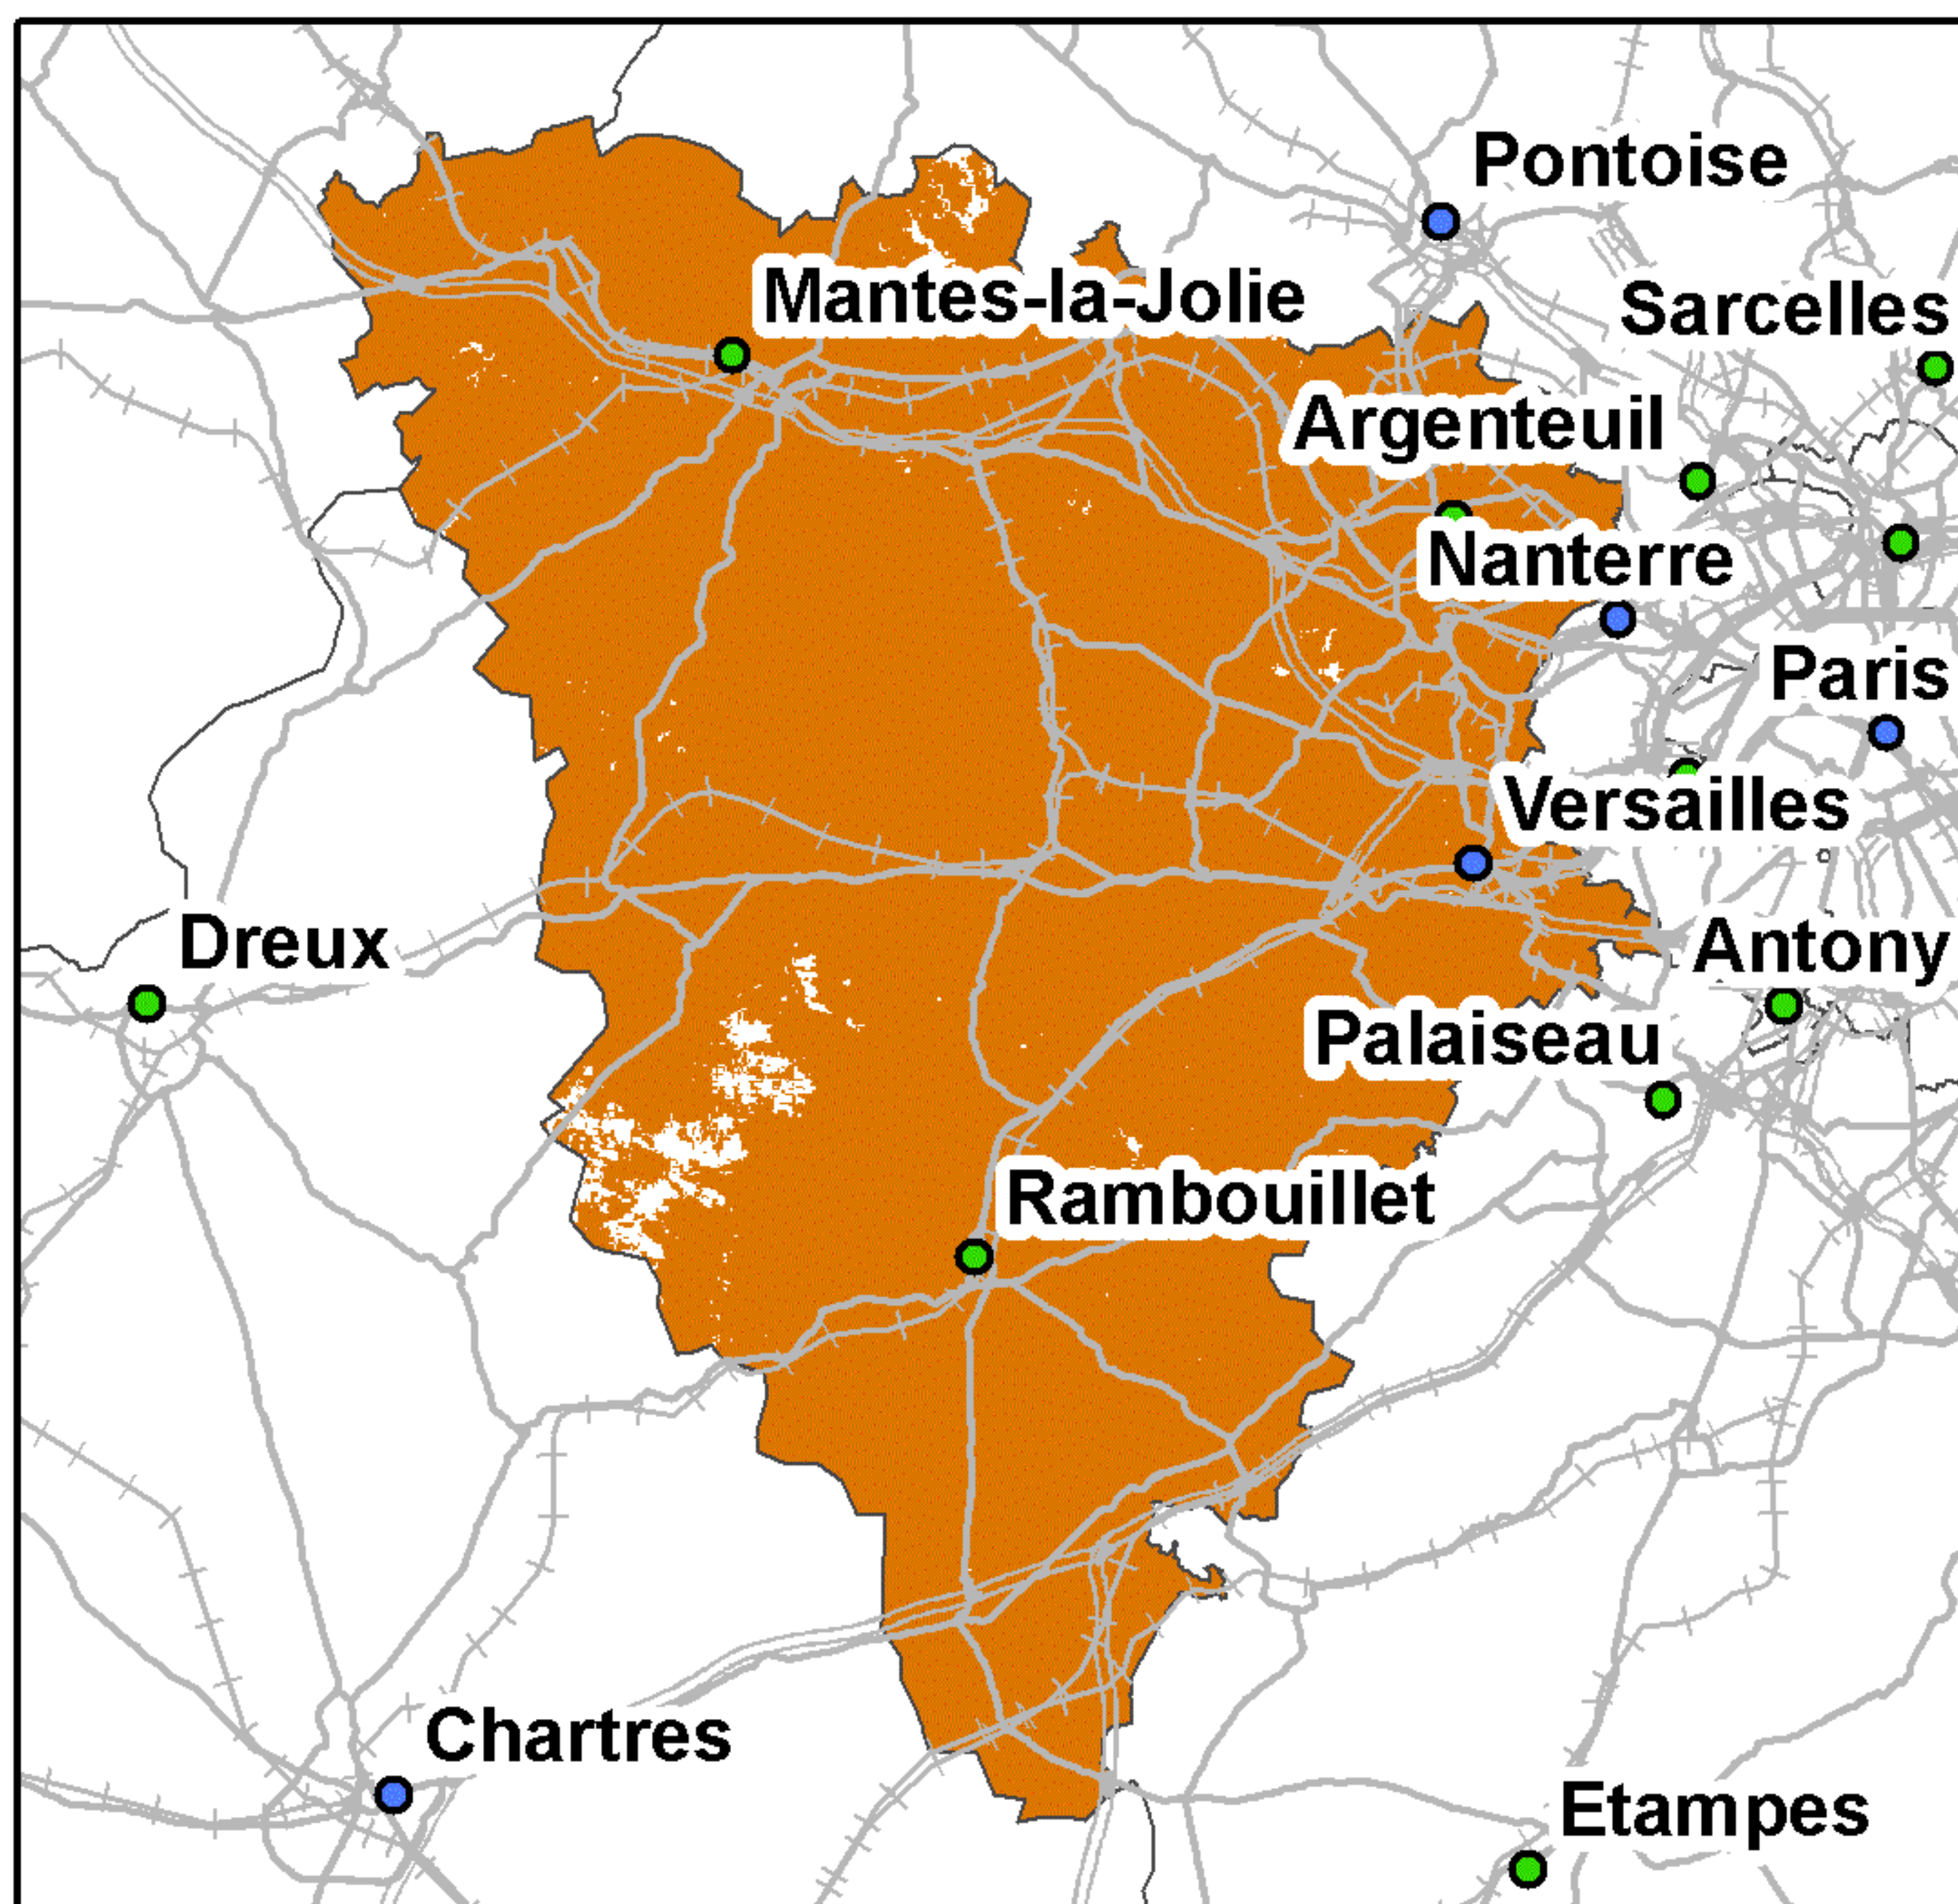 Pontoise
Mantes-la-Jolie
Sarcelles
Argenteuil
Nanterre
Paris
Versailles
Dreux
Antony
Palaiseau
Rambouillet
Chartres
Etampes